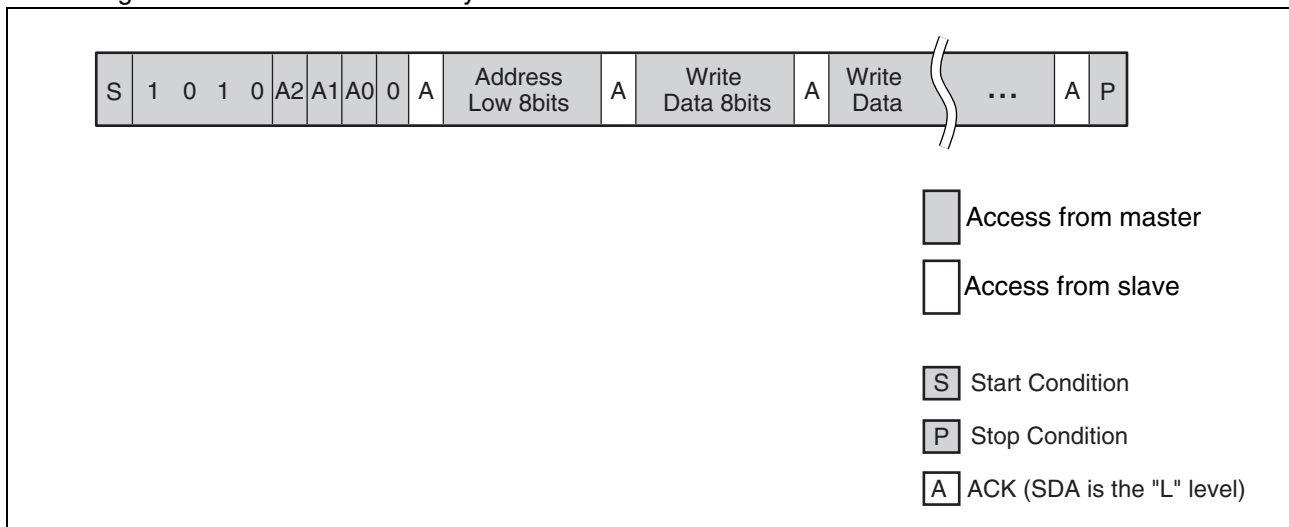 S 1 0 1 0 A2 A1 A0 0 A Address Low 8bits A Write Data 8bits A Write Data ... A P
Access from master
Access from slave
S Start Condition
P Stop Condition
A ACK (SDA is the "L" level)